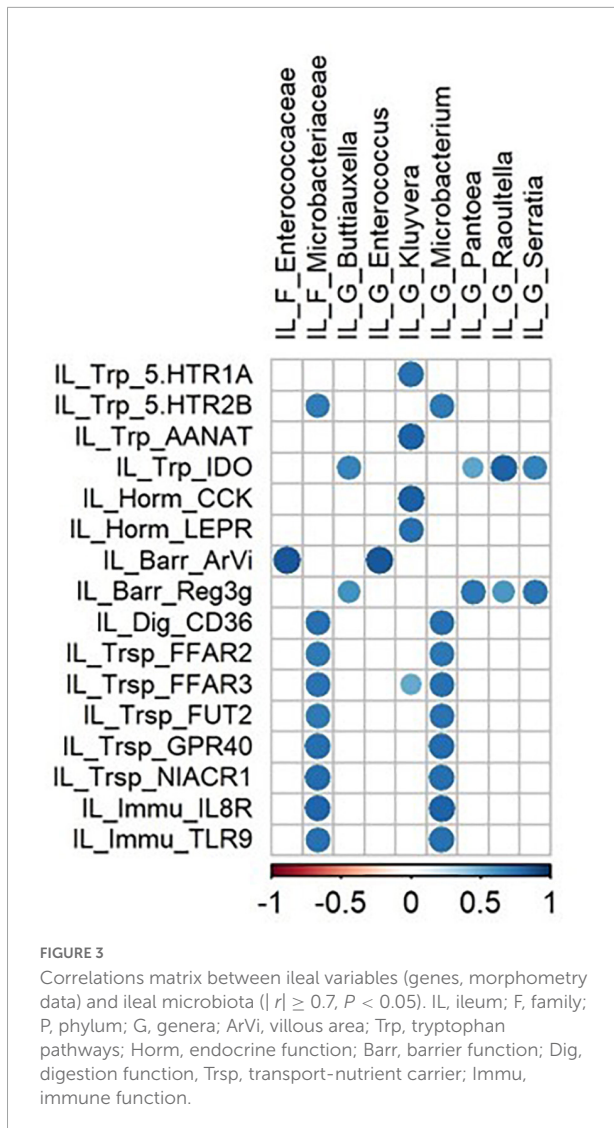 IL_F_Enterococcaceae
IL_F_Microbacteriaceae
IL_G_Buttiauxella
IL_G_Enterococcus
IL_G_Kluyvera
IL_G_Microbacterium
IL_G_Pantoea
IL_G_Raoultella
IL_G_Serratia
IL_Trp_5.HTR1A
IL_Trp_5.HTR2B
IL_Trp_AANAT
IL_Trp_IDO
IL_Horm_CCK
IL_Horm_LEPR
IL_Barr_ArVi
IL_Barr_Reg3g
IL_Dig_CD36
IL_Trsp_FFAR2
IL_Trsp_FFAR3
IL_Trsp_FUT2
IL_Trsp_GPR40
IL_Trsp_NIACR1
IL_Immu_IL8R
IL_Immu_TLR9
-1 -0.5 0 0.5 1
FIGURE 3
Correlations matrix between ileal variables (genes, morphometry
data) and ileal microbiota (| r| ≥ 0.7, P < 0.05). IL, ileum; F, family;
P, phylum; G, genera; ArVi, villous area; Trp, tryptophan
pathways; Horm, endocrine function; Barr, barrier function; Dig,
digestion function, Trsp, transport-nutrient carrier; Immu,
immune function.